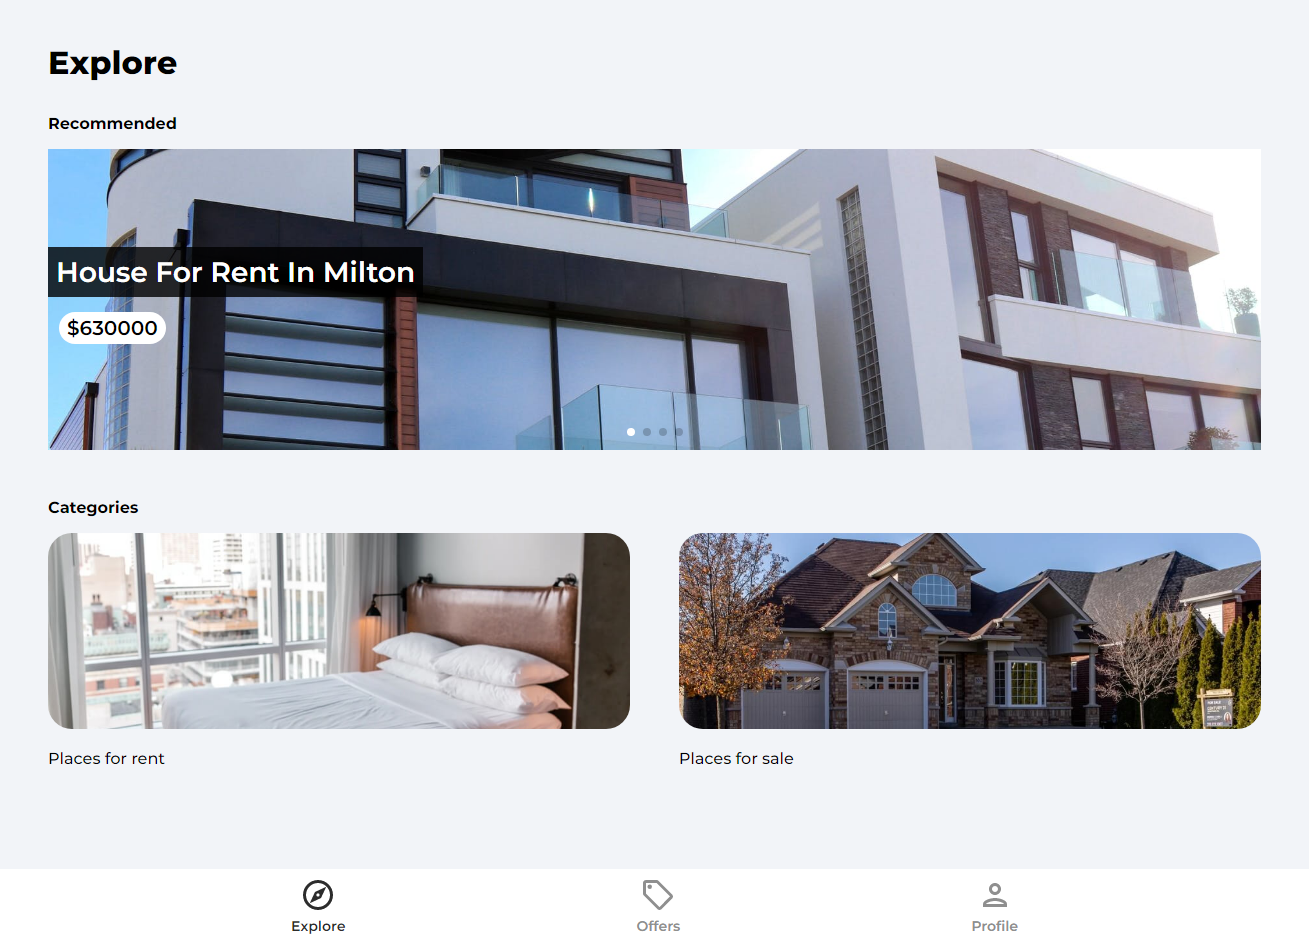 Explore
Recommended
House For Rent In Milton
$630000
Categories
Places for rent
Places for sale
Explore
Offers
Profile